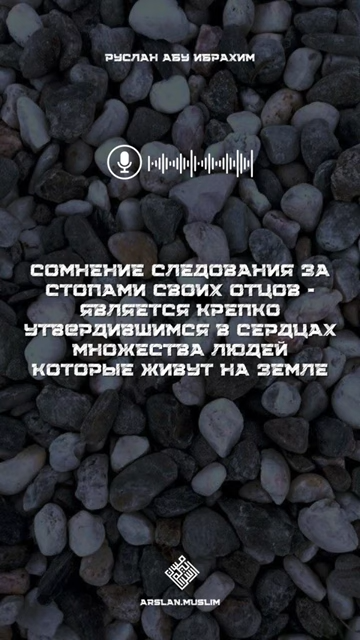 РУСЛАН АБУ ИБРАХИМ
СОМНЕНИЕ СЛЕДОВАНИЯ ЗА
СТОПАМИ СВОИХ ОТЦОВ -
ЯВЛЯЕТСЯ КРЕПКО
УТВЕРДИВШИМСЯ В СЕРДЦАХ
МНОЖЕСТВА ЛЮДЕЙ
КОТОРЫЕ ЖИВУТ НА ЗЕМЛЕ
ARSLAN.MUSLIM